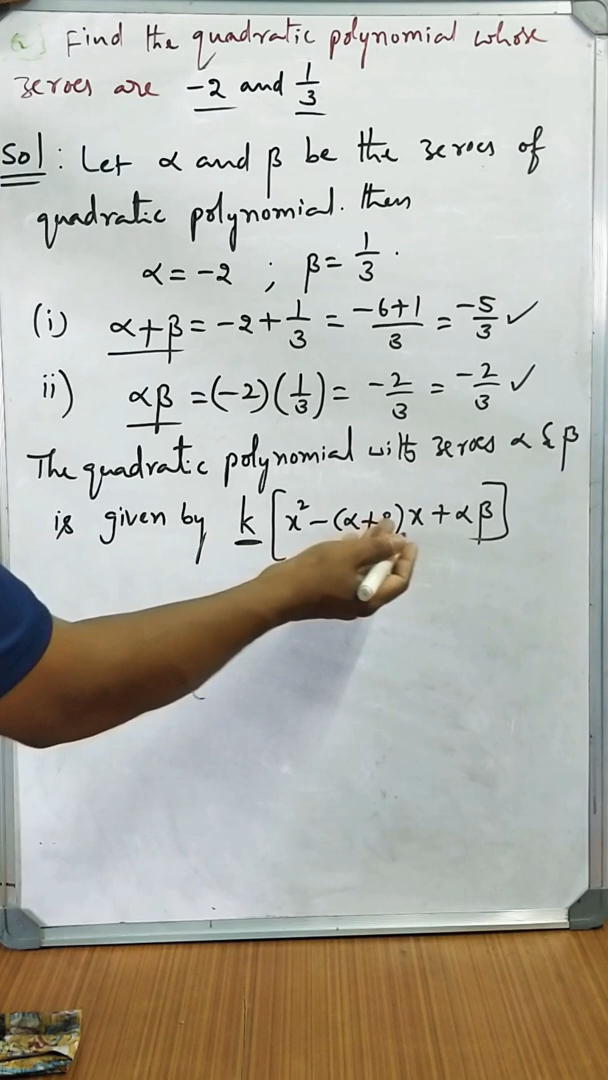 Q) Find the quadratic polynomial whose
zeroes are -2 and 1/3
Sol: Let α and β be the zeroes of
quadratic polynomial. then
α = -2 ; β = 1/3.
(i) α+β = -2 + 1/3 = -6+1/3 = -5/3 ✓
ii) αβ = (-2)(1/3) = -2/3 = -2/3 ✓
The quadratic polynomial with zeroes α & β
is given by k[x² - (α+β)x + αβ]